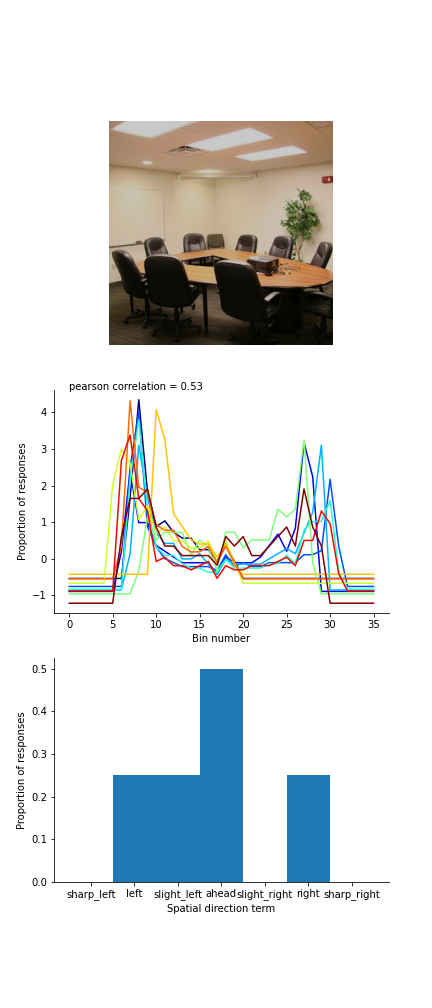 pearson correlation = 0.53
Proportion of responses
4
3
2
1
0
−1
0 5 10 15 20 25 30 35
Bin number
Proportion of responses
0.5
0.4
0.3
0.2
0.1
0.0
sharp_left left slight_left ahead slight_right right sharp_right
Spatial direction term